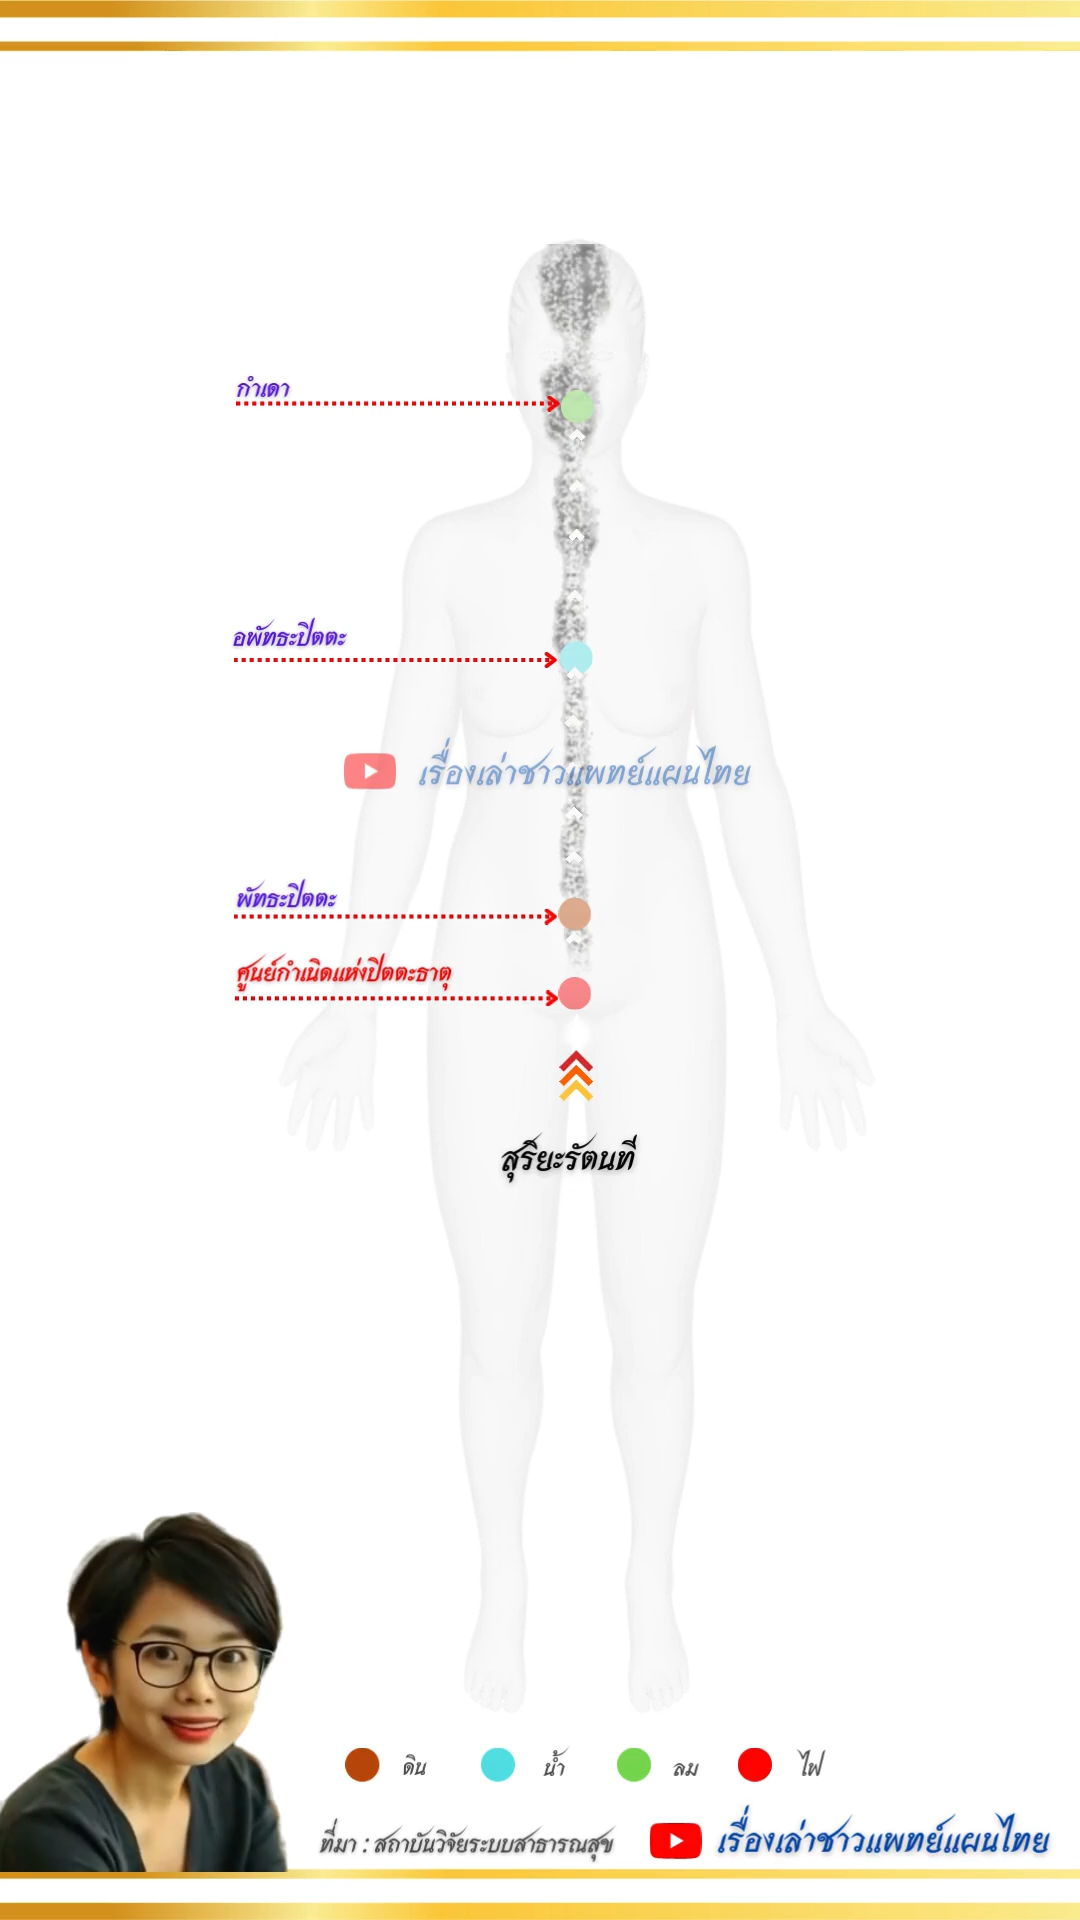 กำเดา
อพัทธะปิตตะ
เรื่องเล่าชาวแพทย์แผนไทย
พัทธะปิตตะ
ศูนย์กำเนิดแห่งปิตตะธาตุ
สุริยะรัตนที
ดิน น้ำ ลม ไฟ
ที่มา : สถาบันวิจัยระบบสาธารณสุข เรื่องเล่าชาวแพทย์แผนไทย